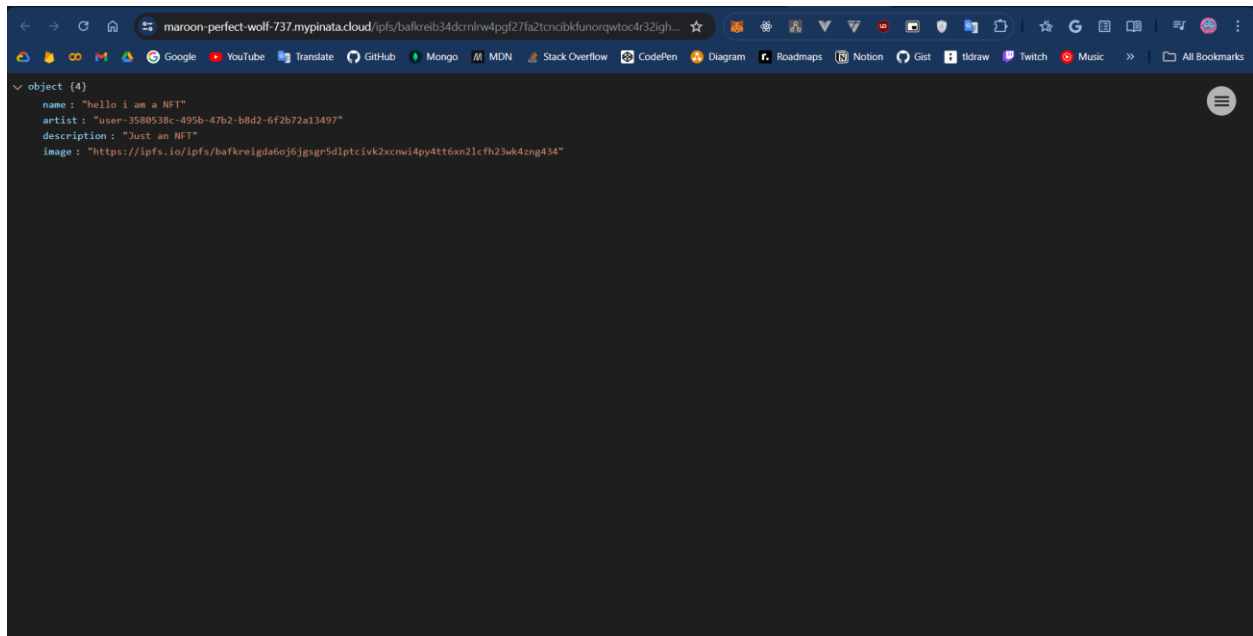 maroon-perfect-wolf-737.mypinata.cloud/ipfs/bafkreib34dcrnlrw4pgf27fa2tcncibkfunorqwtoc4r32igh...
Google YouTube Translate GitHub Mongo MDN Stack Overflow CodePen Diagram Roadmaps Notion Gist tldraw Twitch Music » All Bookmarks
object {4}
name : "hello i am a NFT"
artist : "user-3580538c-495b-47b2-b8d2-6f2b72a13497"
description : "Just an NFT"
image : "https://ipfs.io/ipfs/bafkreigda6oj6jgsgr5dlptcivk2xcnwi4py4tt6xn2lcfh23wk4zng434"